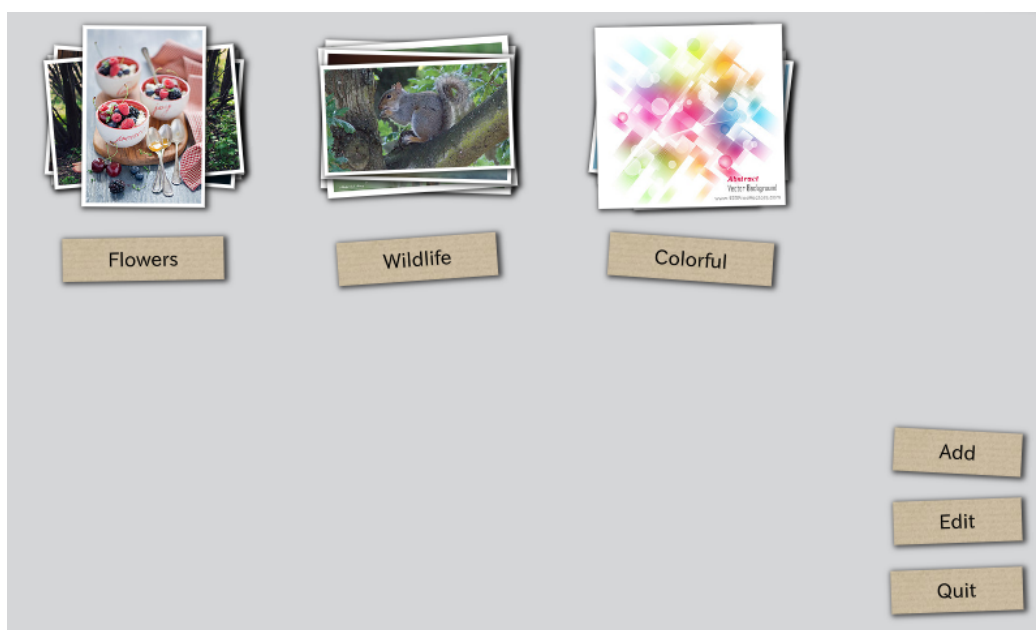 Abstract
Vector Background
Flowers
Wildlife
Colorful
Add
Edit
Quit